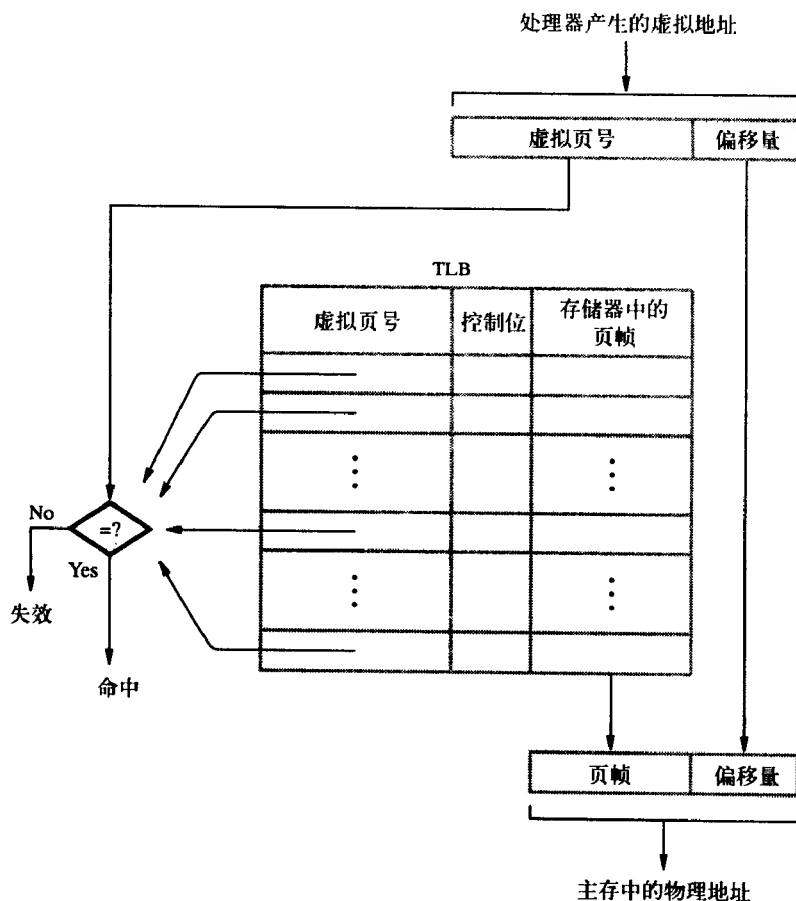 处理器产生的虚拟地址
虚拟页号
偏移量
TLB
虚拟页号
控制位
存储器中的
页帧
No
=?
Yes
失效
命中
页帧
偏移量
主存中的物理地址